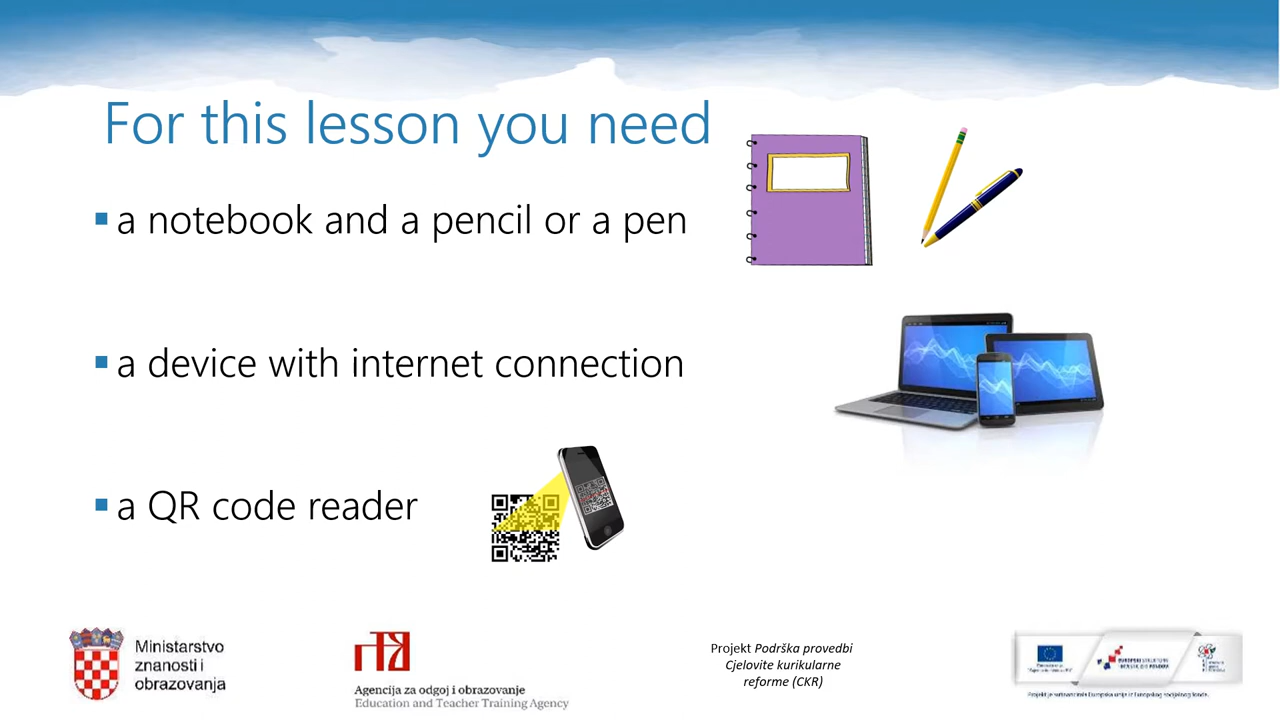 For this lesson you need
a notebook and a pencil or a pen
a device with internet connection
a QR code reader
Ministarstvo
znanosti i
obrazovanja
Agencija za odgoj i obrazovanje
Education and Teacher Training Agency
Projekt Podrška provedbi
Cjelovite kurikularne
reforme (CKR)